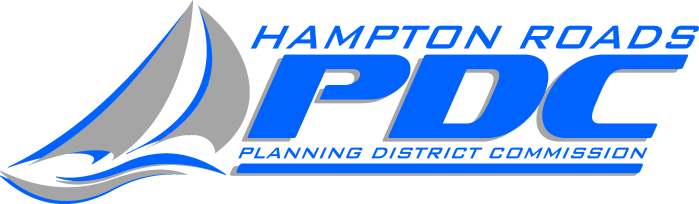 HAMPTON ROADS
PDC
PLANNING DISTRICT COMMISSION